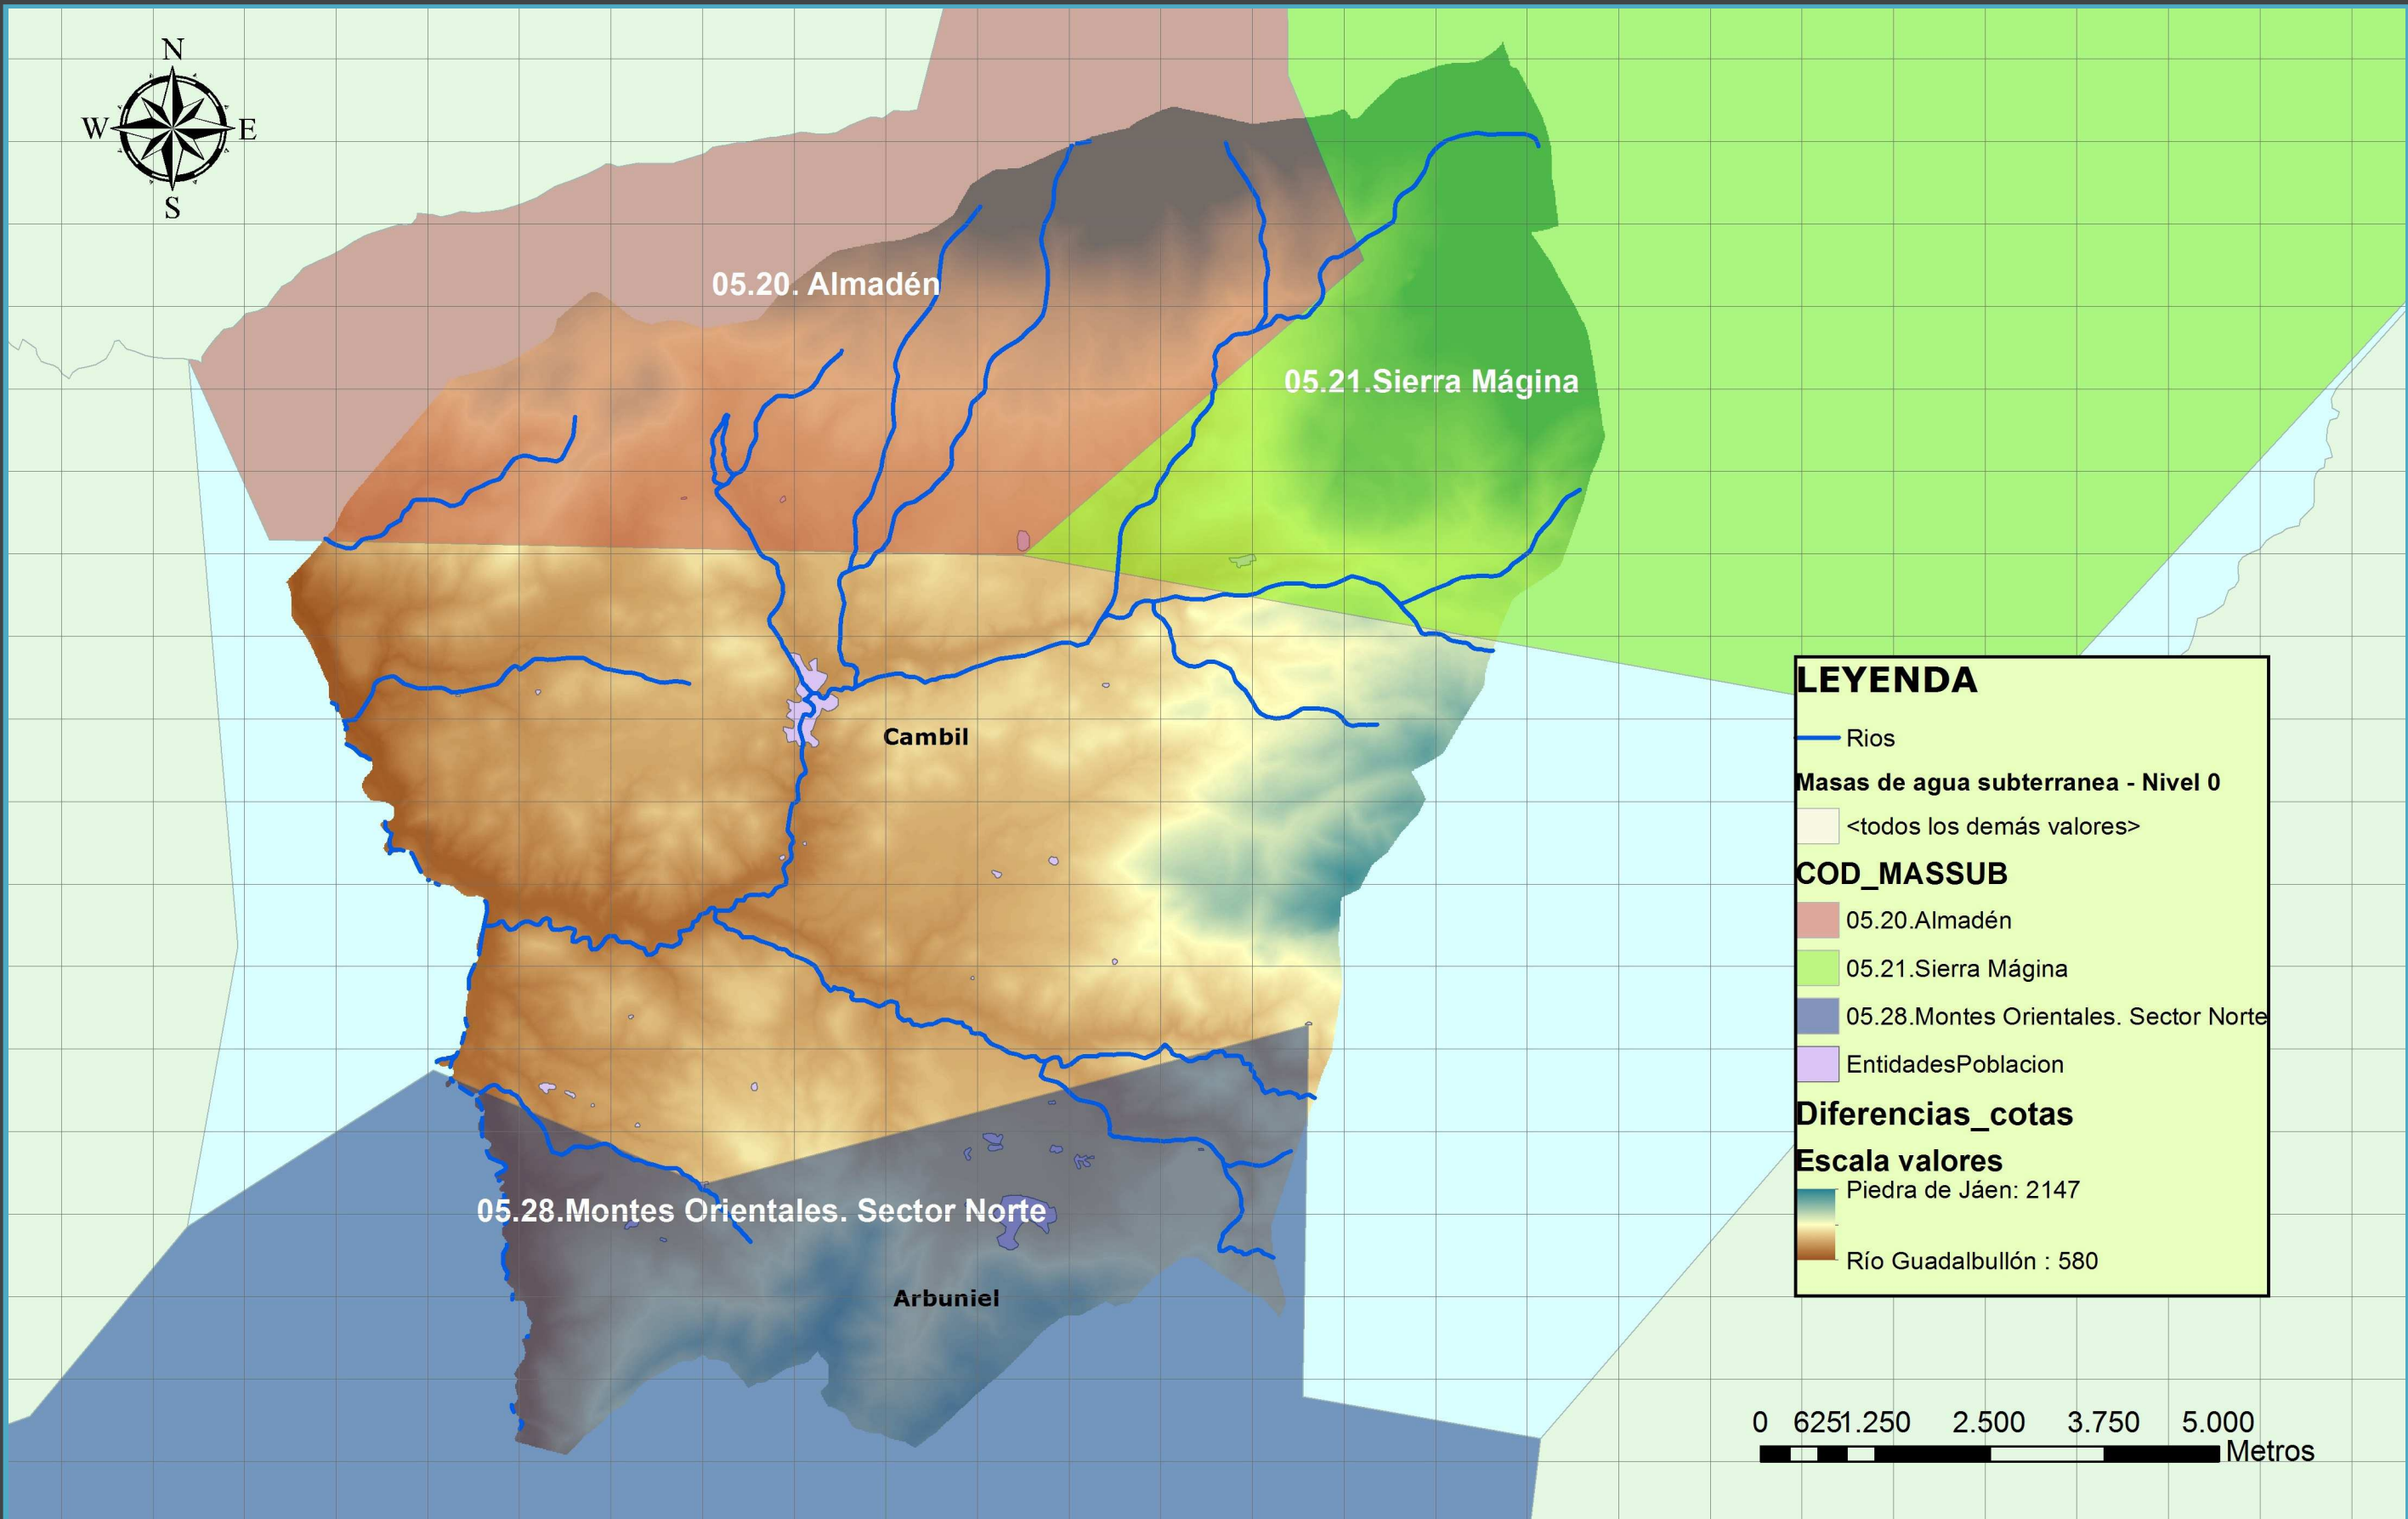 N
W E
S
05.20. Almadén
05.21.Sierra Mágina
Cambil
05.28.Montes Orientales. Sector Norte
Arbuniel
LEYENDA
Rios
Masas de agua subterranea - Nivel 0
<todos los demás valores>
COD_MASSUB
05.20.Almadén
05.21.Sierra Mágina
05.28.Montes Orientales. Sector Norte
EntidadesPoblacion
Diferencias_cotas
Escala valores
Piedra de Jáen: 2147
Río Guadalbullón : 580
0 625 1.250 2.500 3.750 5.000
Metros